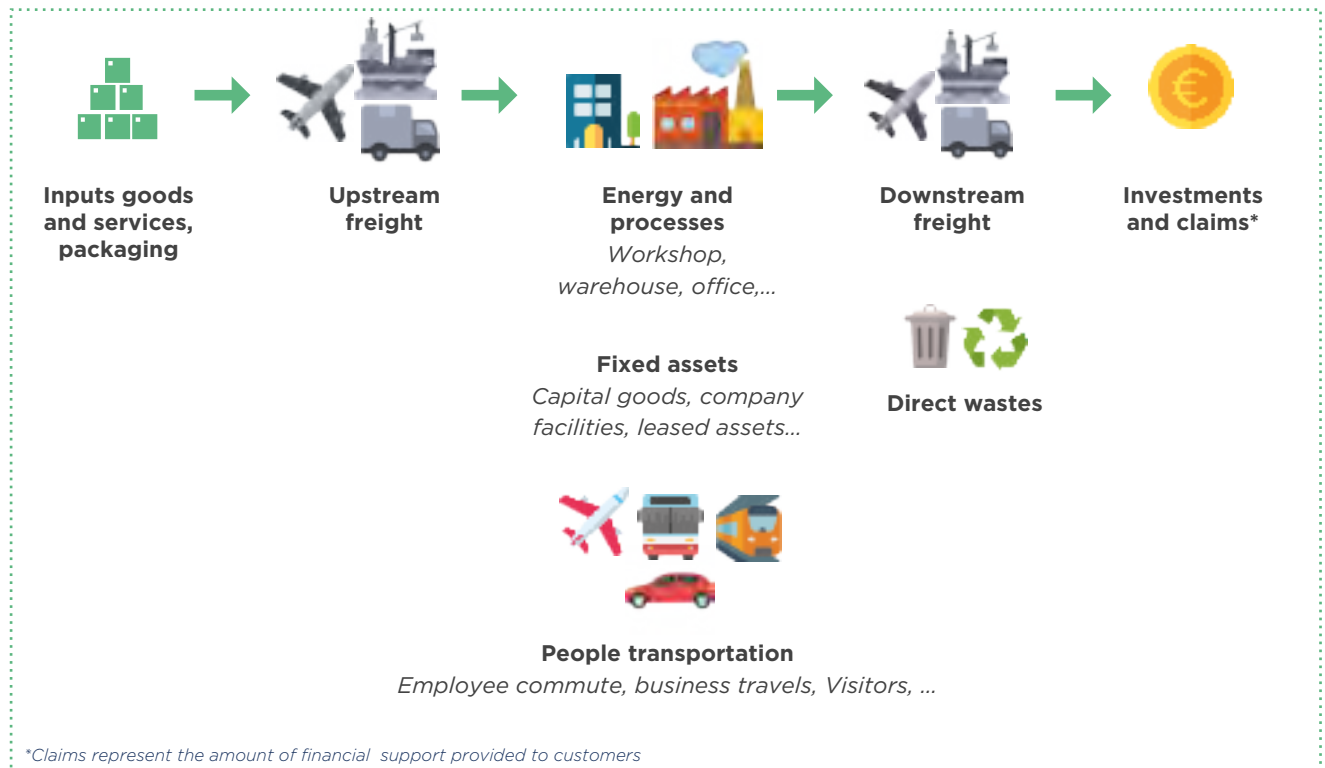 Inputs goods
and services,
packaging
Upstream
freight
Energy and
processes
Workshop,
warehouse, office,...
Downstream
freight
Investments
and claims*
Fixed assets
Capital goods, company
facilities, leased assets...
Direct wastes
People transportation
Employee commute, business travels, Visitors, ...
*Claims represent the amount of financial support provided to customers